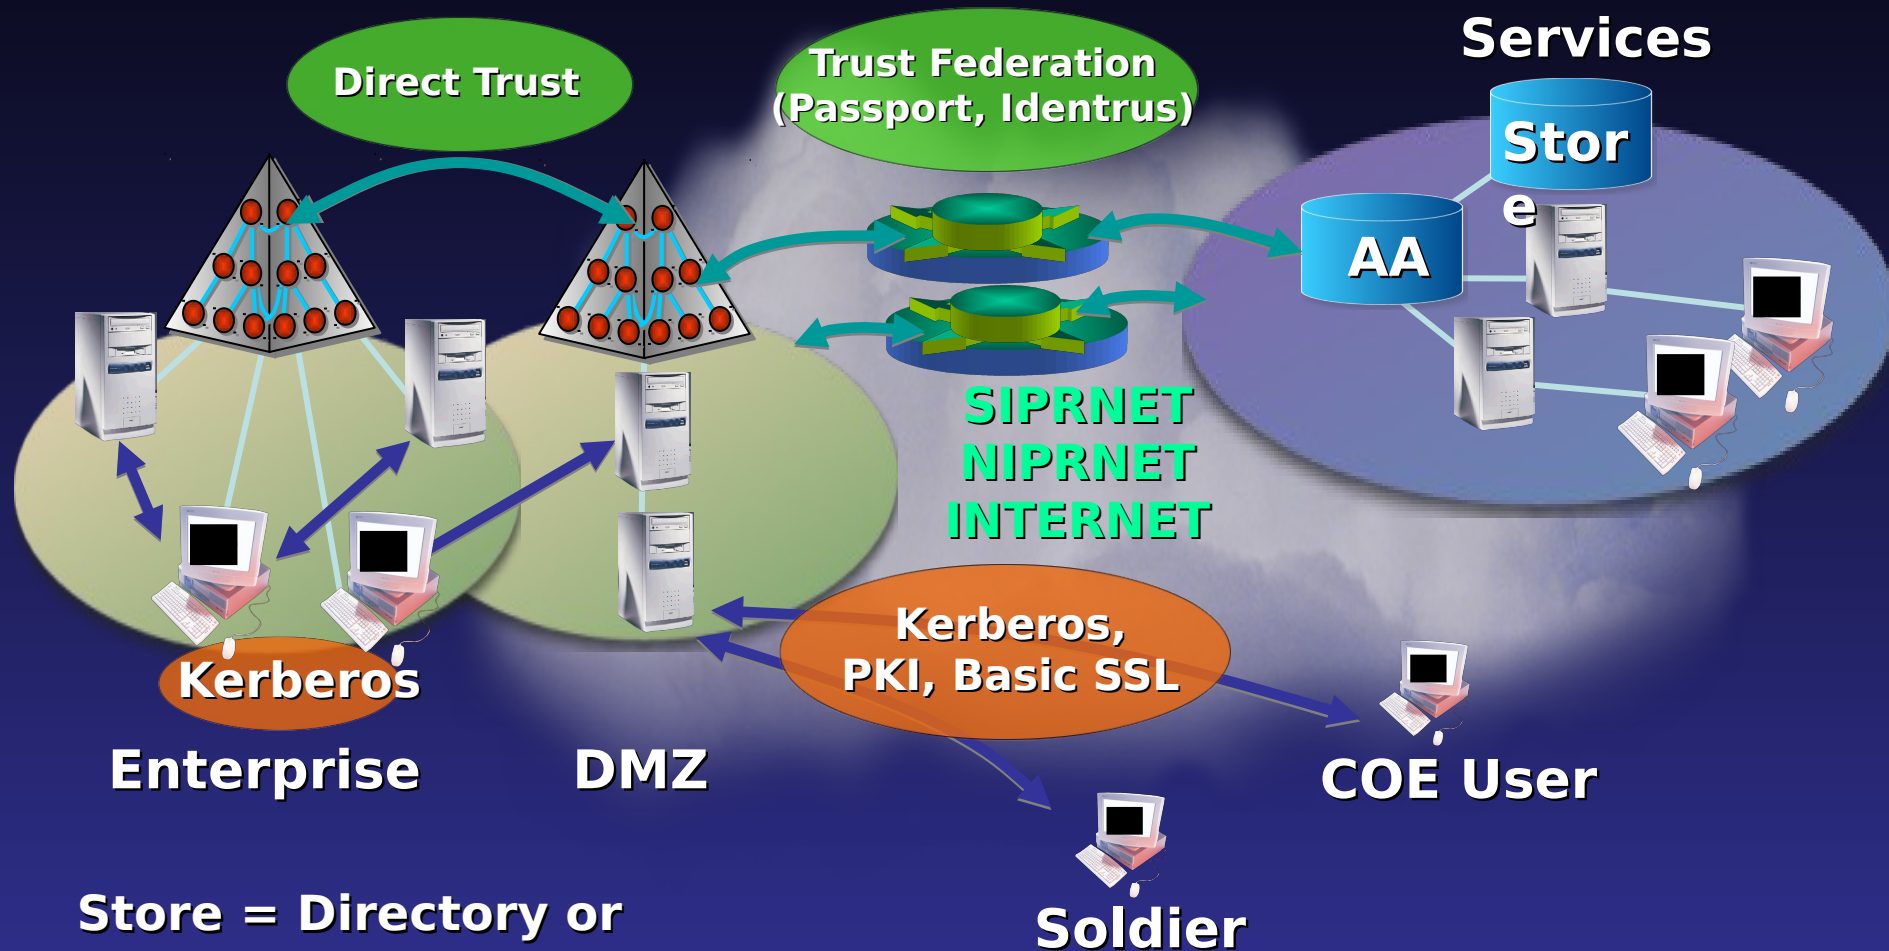 Services
Direct Trust
Trust Federation
(Passport, Identrus)
Stor
e
AA
SIPRNET
NIPRNET
INTERNET
Kerberos,
PKI, Basic SSL
Kerberos
Enterprise
DMZ
COE User
Store = Directory or
Soldier